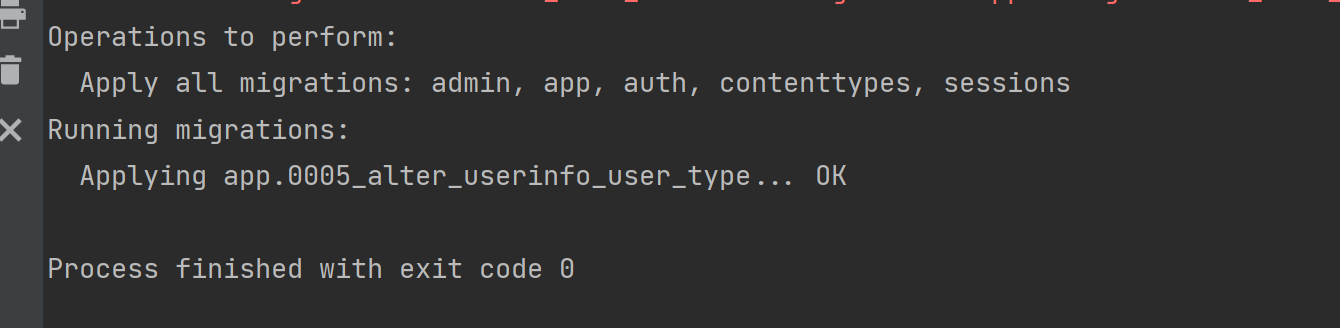 Operations to perform:
Apply all migrations: admin, app, auth, contenttypes, sessions
Running migrations:
Applying app.0005_alter_userinfo_user_type... OK
Process finished with exit code 0